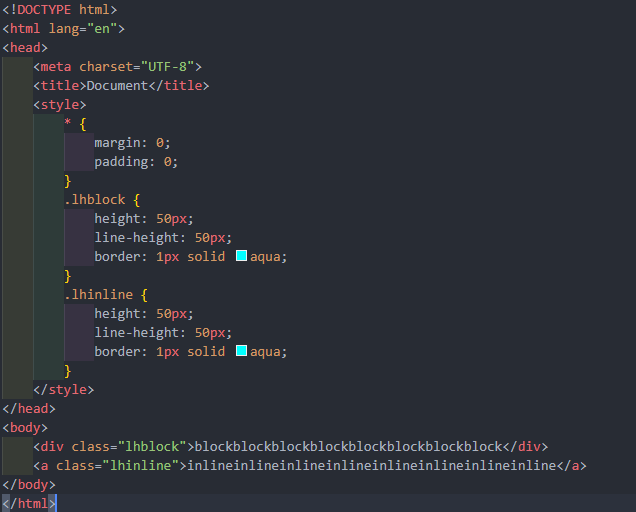 <!DOCTYPE html>
<html lang="en">
<head>
    <meta charset="UTF-8">
    <title>Document</title>
    <style>
        * {
            margin: 0;
            padding: 0;
        }
        .lhblock {
            height: 50px;
            line-height: 50px;
            border: 1px solid aqua;
        }
        .lhinline {
            height: 50px;
            line-height: 50px;
            border: 1px solid aqua;
        }
    </style>
</head>
<body>
    <div class="lhblock">blockblockblockblockblockblockblockblock</div>
    <a class="lhinline">inlineinlineinlineinlineinlineinlineinlineinline</a>
</body>
</html>